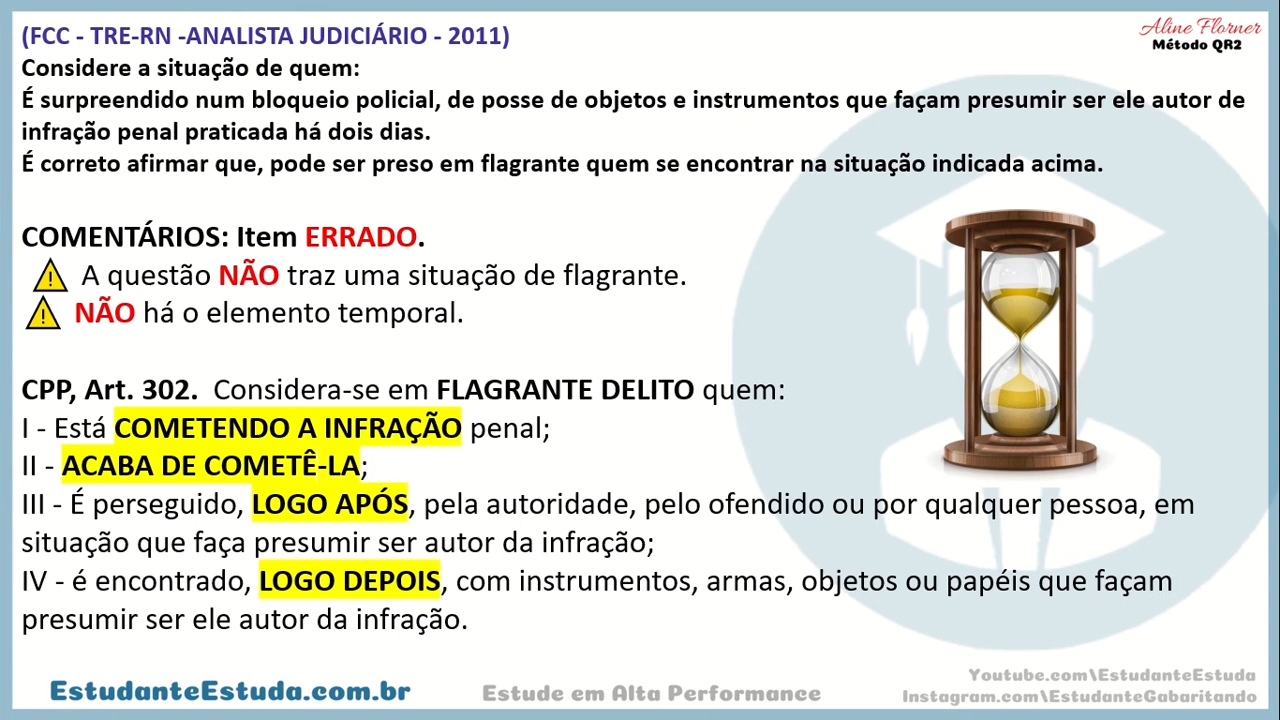 (FCC - TRE-RN -ANALISTA JUDICIÁRIO - 2011)
Aline Florner
Método QR2
Considere a situação de quem:
É surpreendido num bloqueio policial, de posse de objetos e instrumentos que façam presumir ser ele autor de
infração penal praticada há dois dias.
É correto afirmar que, pode ser preso em flagrante quem se encontrar na situação indicada acima.
COMENTÁRIOS: Item ERRADO.
A questão NÃO traz uma situação de flagrante.
NÃO há o elemento temporal.
CPP, Art. 302. Considera-se em FLAGRANTE DELITO quem:
I - Está COMETENDO A INFRAÇÃO penal;
II - ACABA DE COMETÊ-LA;
III - É perseguido, LOGO APÓS, pela autoridade, pelo ofendido ou por qualquer pessoa, em
situação que faça presumir ser autor da infração;
IV - é encontrado, LOGO DEPOIS, com instrumentos, armas, objetos ou papéis que façam
presumir ser ele autor da infração.
EstudanteEstuda.com.br
Estude em Alta Performance
Youtube.com\EstudanteEstuda
Instagram.com\EstudanteGabaritando